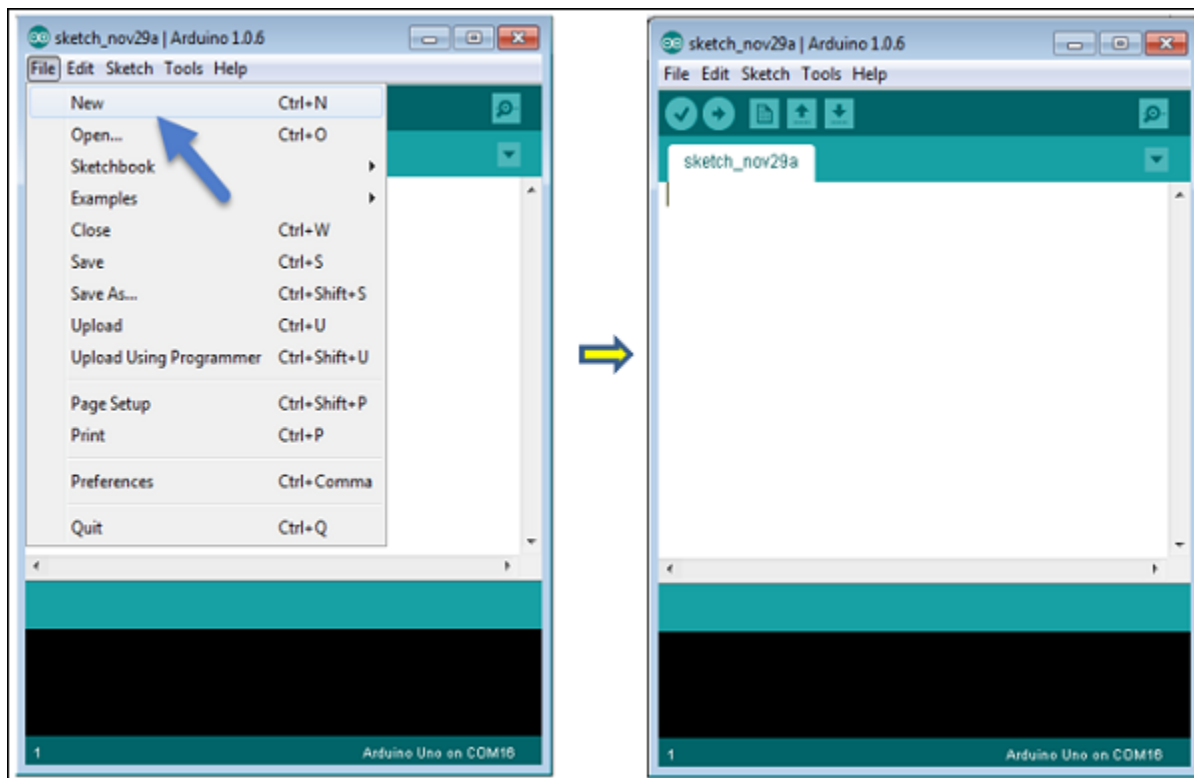 sketch_nov29a | Arduino 1.0.6
File Edit Sketch Tools Help
New Ctrl+N
Open... Ctrl+O
Sketchbook
Examples
Close Ctrl+W
Save Ctrl+S
Save As... Ctrl+Shift+S
Upload Ctrl+U
Upload Using Programmer Ctrl+Shift+U
Page Setup Ctrl+Shift+P
Print Ctrl+P
Preferences Ctrl+Comma
Quit Ctrl+Q
1 Arduino Uno on COM16
sketch_nov29a | Arduino 1.0.6
File Edit Sketch Tools Help
sketch_nov29a
1 Arduino Uno on COM16